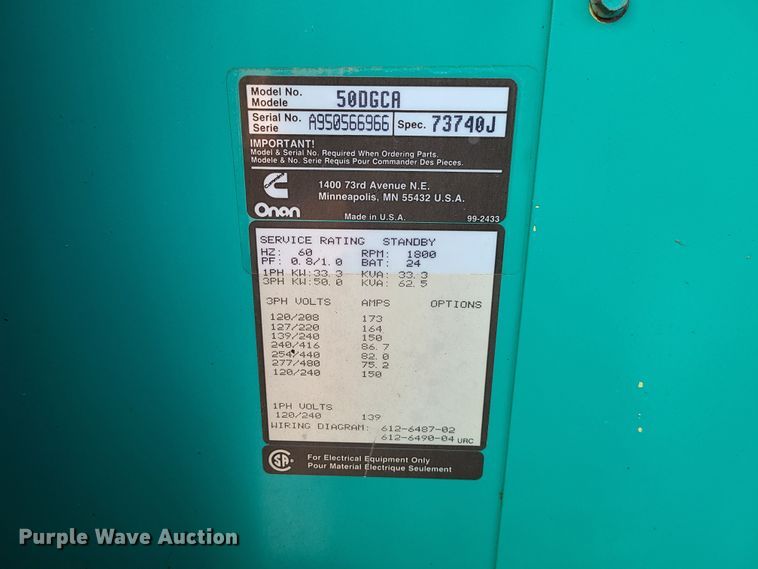 Model No.
Modele
50DGCA
Serial No.
Serie
A950566966
Spec. 73740J
IMPORTANT!
Model & Serial No. Required When Ordering Parts.
Modele & No. Serie Requis Pour Commander Des Pieces.
1400 73rd Avenue N.E.
Minneapolis, MN 55432 U.S.A.
Onan
Made in U.S.A.
99-2433
SERVICE RATING STANDBY
HZ: 60 RPM: 1800
PF: 0.8/1.0 BAT: 24
1PH KW:33.3 KVA: 33.3
3PH KW:50.0 KVA: 62.5
3PH VOLTS AMPS OPTIONS
120/208 173
127/220 164
139/240 150
240/416 86.7
254/440 82.0
277/480 75.2
120/240 150
1PH VOLTS
120/240 139
WIRING DIAGRAM: 612-6487-02
612-6490-04 URC
For Electrical Equipment Only
Pour Material Electrique Seulement
Purple Wave Auction